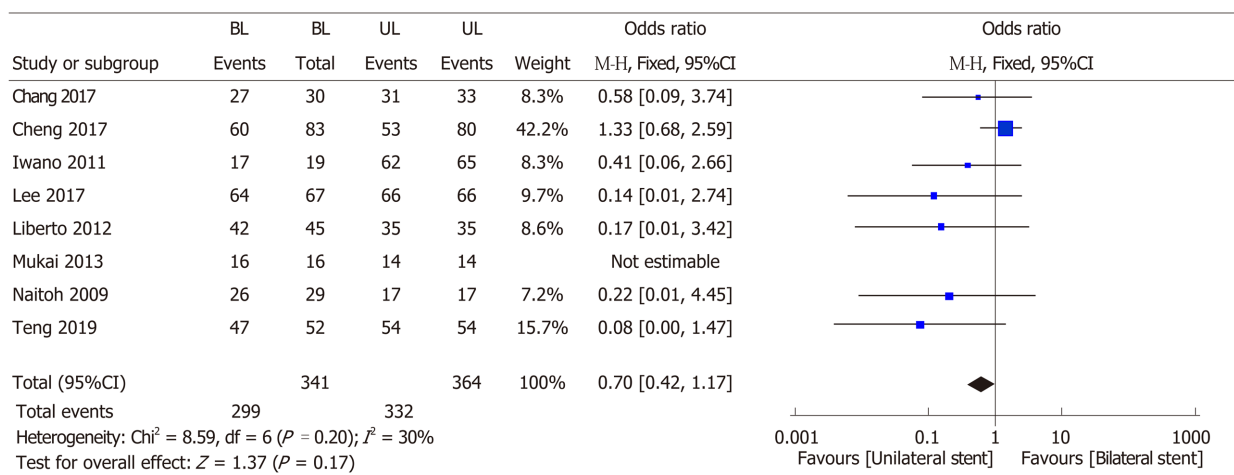 BL BL UL UL Odds ratio Odds ratio
Study or subgroup Events Total Events Events Weight M-H, Fixed, 95%CI M-H, Fixed, 95%CI
Chang 2017 27 30 31 33 8.3% 0.58 [0.09, 3.74]
Cheng 2017 60 83 53 80 42.2% 1.33 [0.68, 2.59]
Iwano 2011 17 19 62 65 8.3% 0.41 [0.06, 2.66]
Lee 2017 64 67 66 66 9.7% 0.14 [0.01, 2.74]
Liberto 2012 42 45 35 35 8.6% 0.17 [0.01, 3.42]
Mukai 2013 16 16 14 14 Not estimable
Naitoh 2009 26 29 17 17 7.2% 0.22 [0.01, 4.45]
Teng 2019 47 52 54 54 15.7% 0.08 [0.00, 1.47]
Total (95%CI) 341 364 100% 0.70 [0.42, 1.17]
Total events 299 332
Heterogeneity: Chi² = 8.59, df = 6 (P = 0.20); I² = 30%
Test for overall effect: Z = 1.37 (P = 0.17)
0.001 0.1 1 10 1000
Favours [Unilateral stent] Favours [Bilateral stent]